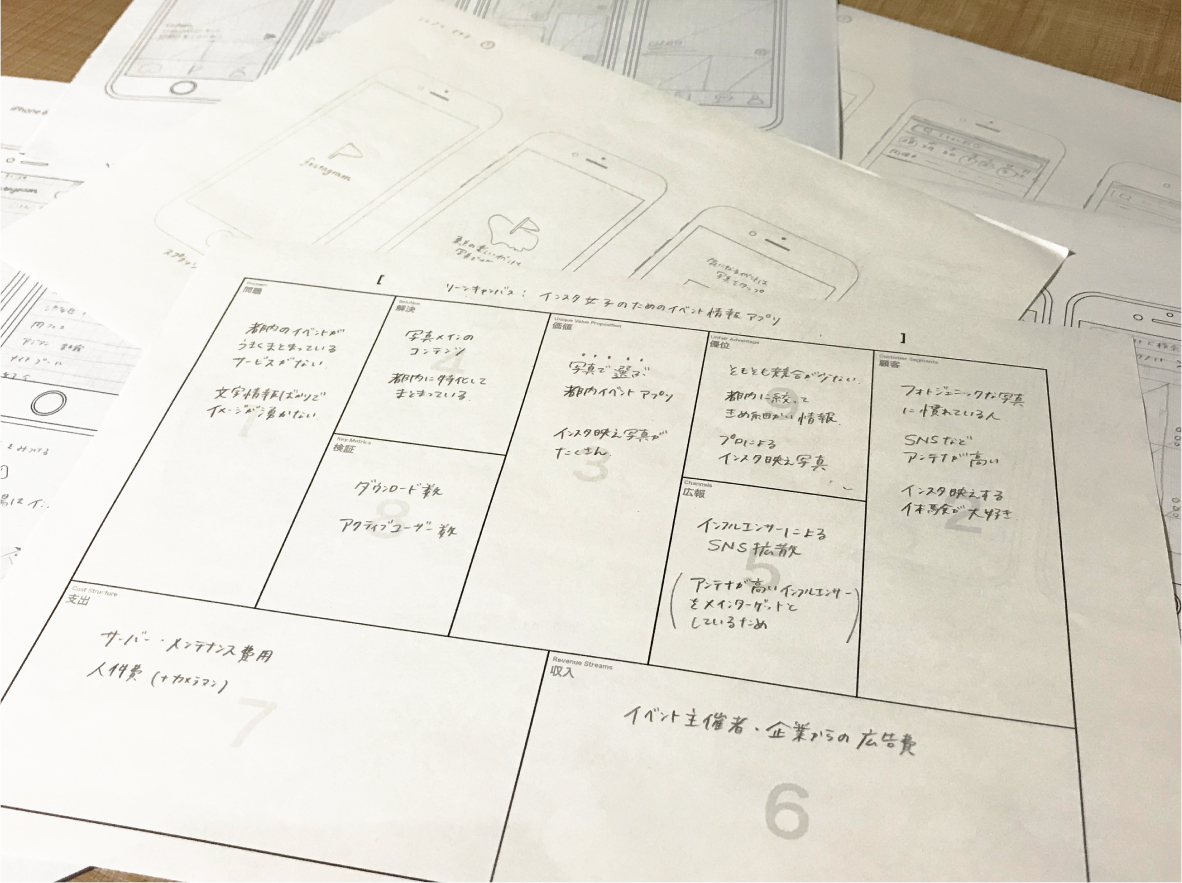 iPhone 6
Festagram
スプラッシュ
[ リーンキャンバス: インスタ女子のためのイベント情報アプリ ]
Problem
問題
都内のイベントが
うまくまとまっている
サービスがない
文字情報ばかりで
イメージが湧かない
1
Solution
解決
写真メインの
コンテンツ
都内に特化して
まとまっている
4
Key Metrics
検証
ダウンロード数
アクティブユーザー数
8
Unique Value Proposition
価値
写真で選ぶ
都内イベントアプリ
インスタ映え写真が
たくさん
3
Unfair Advantage
優位
そもそも競合が少ない.
都内に絞って
きめ細かい情報.
プロによる
インスタ映え写真
9
Channels
広報
インフルエンサーによる
SNS拡散
(アンテナが高いインフルエンサー
をメインターゲットと
しているため)
5
Customer Segments
顧客
フォトジェニックな写真
に慣れている人
SNSなど
アンテナが高い
インスタ映えする
体験が大好き
2
Cost Structure
支出
サーバー・メンテナンス費用
人件費 (+カメラマン)
7
Revenue Streams
収入
イベント主催者・企業からの広告費
6